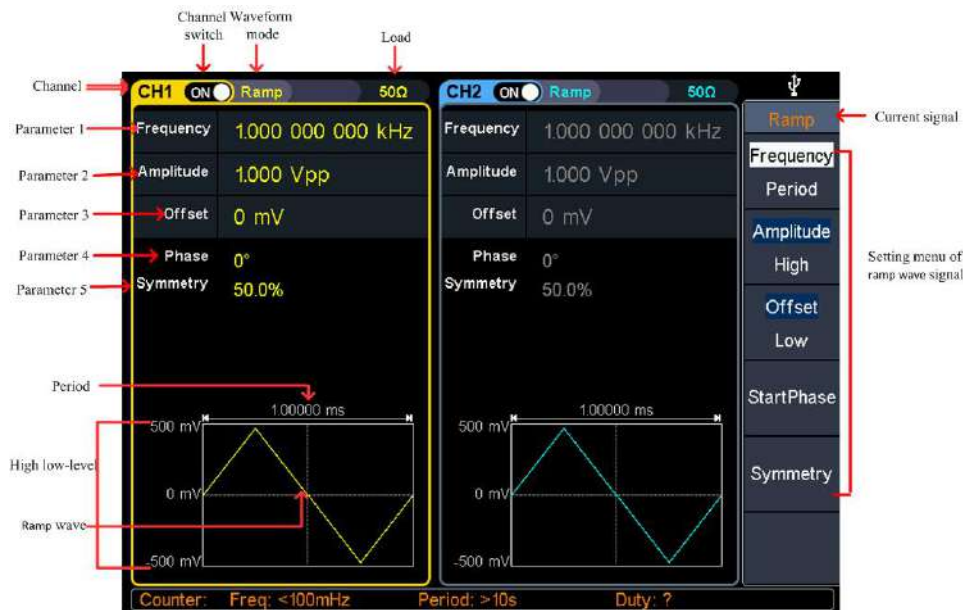 Channel switch
Waveform mode
Load
Channel
CH1 ON Ramp 50Ω
CH2 ON Ramp 50Ω
Ramp
Current signal
Parameter 1
Frequency 1.000 000 000 kHz
Frequency 1.000 000 000 kHz
Frequency
Period
Parameter 2
Amplitude 1.000 Vpp
Amplitude 1.000 Vpp
Amplitude
High
Parameter 3
Offset 0 mV
Offset 0 mV
Offset
Low
Setting menu of
ramp wave signal
Parameter 4
Phase 0°
Phase 0°
Parameter 5
Symmetry 50.0%
Symmetry 50.0%
StartPhase
Symmetry
Period
1.00000 ms
1.00000 ms
500 mV
500 mV
High low-level
0 mV
0 mV
Ramp wave
-500 mV
-500 mV
Counter: Freq: <100mHz Period: >10s Duty: ?